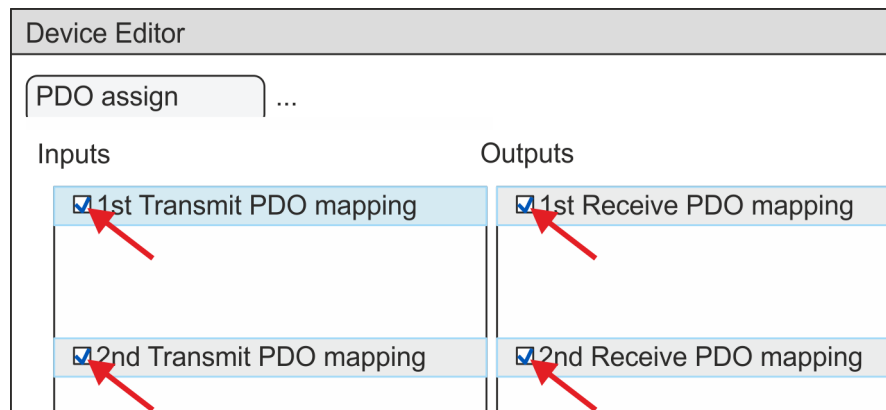 Device Editor
PDO assign ...
Inputs Outputs
1st Transmit PDO mapping 1st Receive PDO mapping
2nd Transmit PDO mapping 2nd Receive PDO mapping